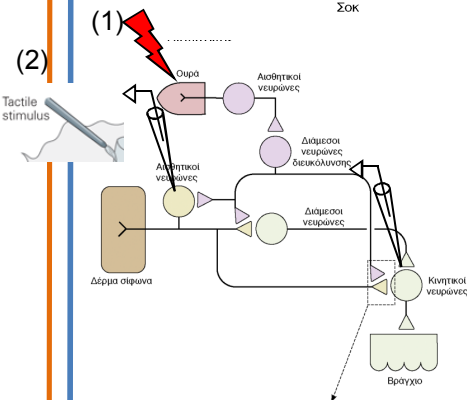 Σοκ
(1)
(2)
Tactile
stimulus
Ουρά
Αισθητικοί
νευρώνες
Διάμεσοι
νευρώνες
διευκόλυνσης
Αισθητικοί
νευρώνες
Διάμεσοι
νευρώνες
Δέρμα σίφωνα
Κινητικοί
νευρώνες
Βράγχιο